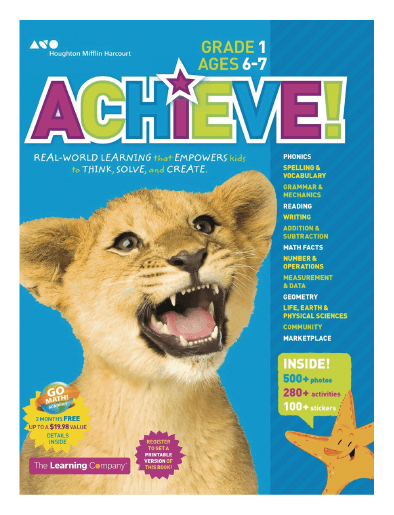 Houghton Mifflin Harcourt
GRADE 1
AGES 6-7
ACHIEVE!
REAL-WORLD LEARNING that EMPOWERS kids
to THINK, SOLVE, and CREATE.
PHONICS
SPELLING &
VOCABULARY
GRAMMAR &
MECHANICS
READING
WRITING
ADDITION &
SUBTRACTION
MATH FACTS
NUMBER &
OPERATIONS
MEASUREMENT
& DATA
GEOMETRY
LIFE, EARTH &
PHYSICAL SCIENCES
COMMUNITY
MARKETPLACE
INSIDE!
500+ photos
280+ activities
100+ stickers
GO
MATH!
3 MONTHS FREE
UP TO A $19.98 VALUE
DETAILS
INSIDE
REGISTER
TO GET A
PRINTABLE
VERSION OF
THIS BOOK!
The Learning Company